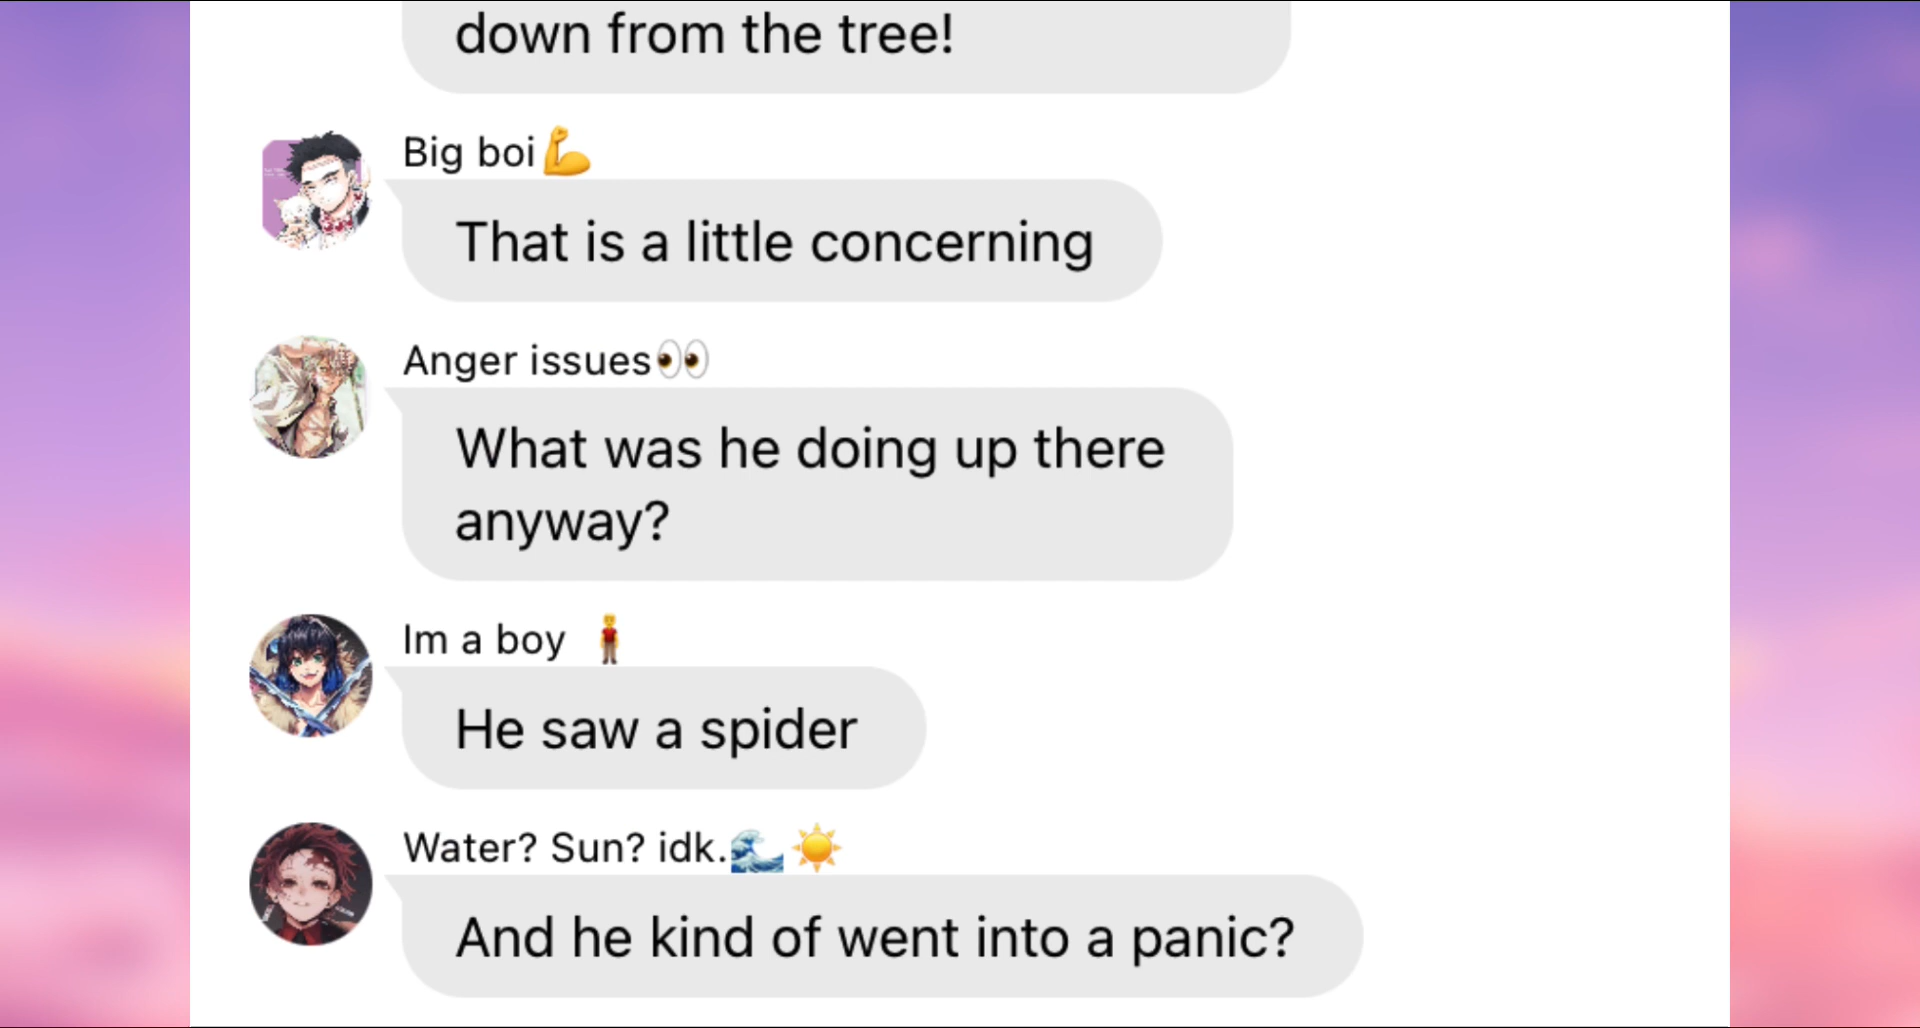 down from the tree!
Big boi💪
That is a little concerning
Anger issues👀
What was he doing up there
anyway?
Im a boy 🧍‍♂️
He saw a spider
Water? Sun? idk.🌊☀️
And he kind of went into a panic?